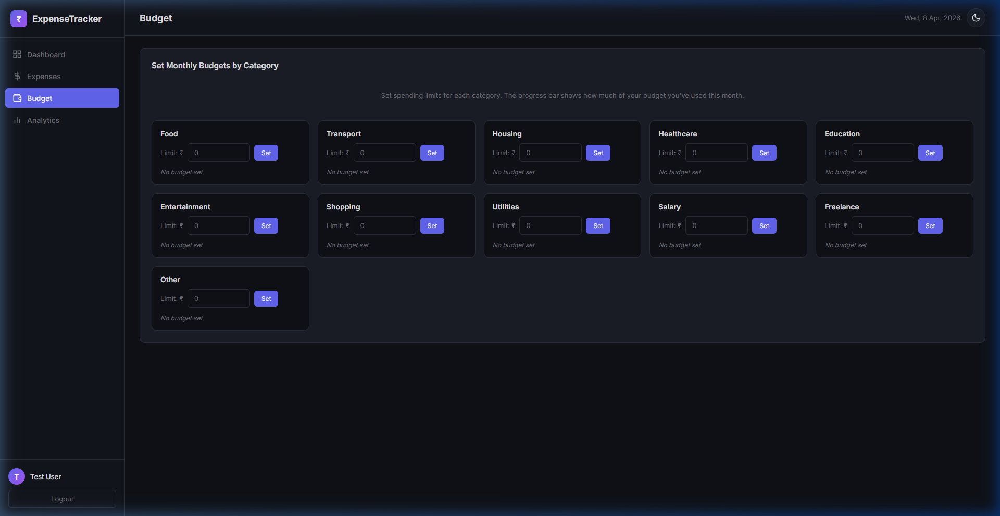 ₹ ExpenseTracker
Dashboard
Expenses
Budget
Analytics
T Test User
Logout
Budget
Wed, 8 Apr, 2026
Set Monthly Budgets by Category
Set spending limits for each category. The progress bar shows how much of your budget you've used this month.
Food
Limit: ₹ 0 Set
No budget set
Transport
Limit: ₹ 0 Set
No budget set
Housing
Limit: ₹ 0 Set
No budget set
Healthcare
Limit: ₹ 0 Set
No budget set
Education
Limit: ₹ 0 Set
No budget set
Entertainment
Limit: ₹ 0 Set
No budget set
Shopping
Limit: ₹ 0 Set
No budget set
Utilities
Limit: ₹ 0 Set
No budget set
Salary
Limit: ₹ 0 Set
No budget set
Freelance
Limit: ₹ 0 Set
No budget set
Other
Limit: ₹ 0 Set
No budget set